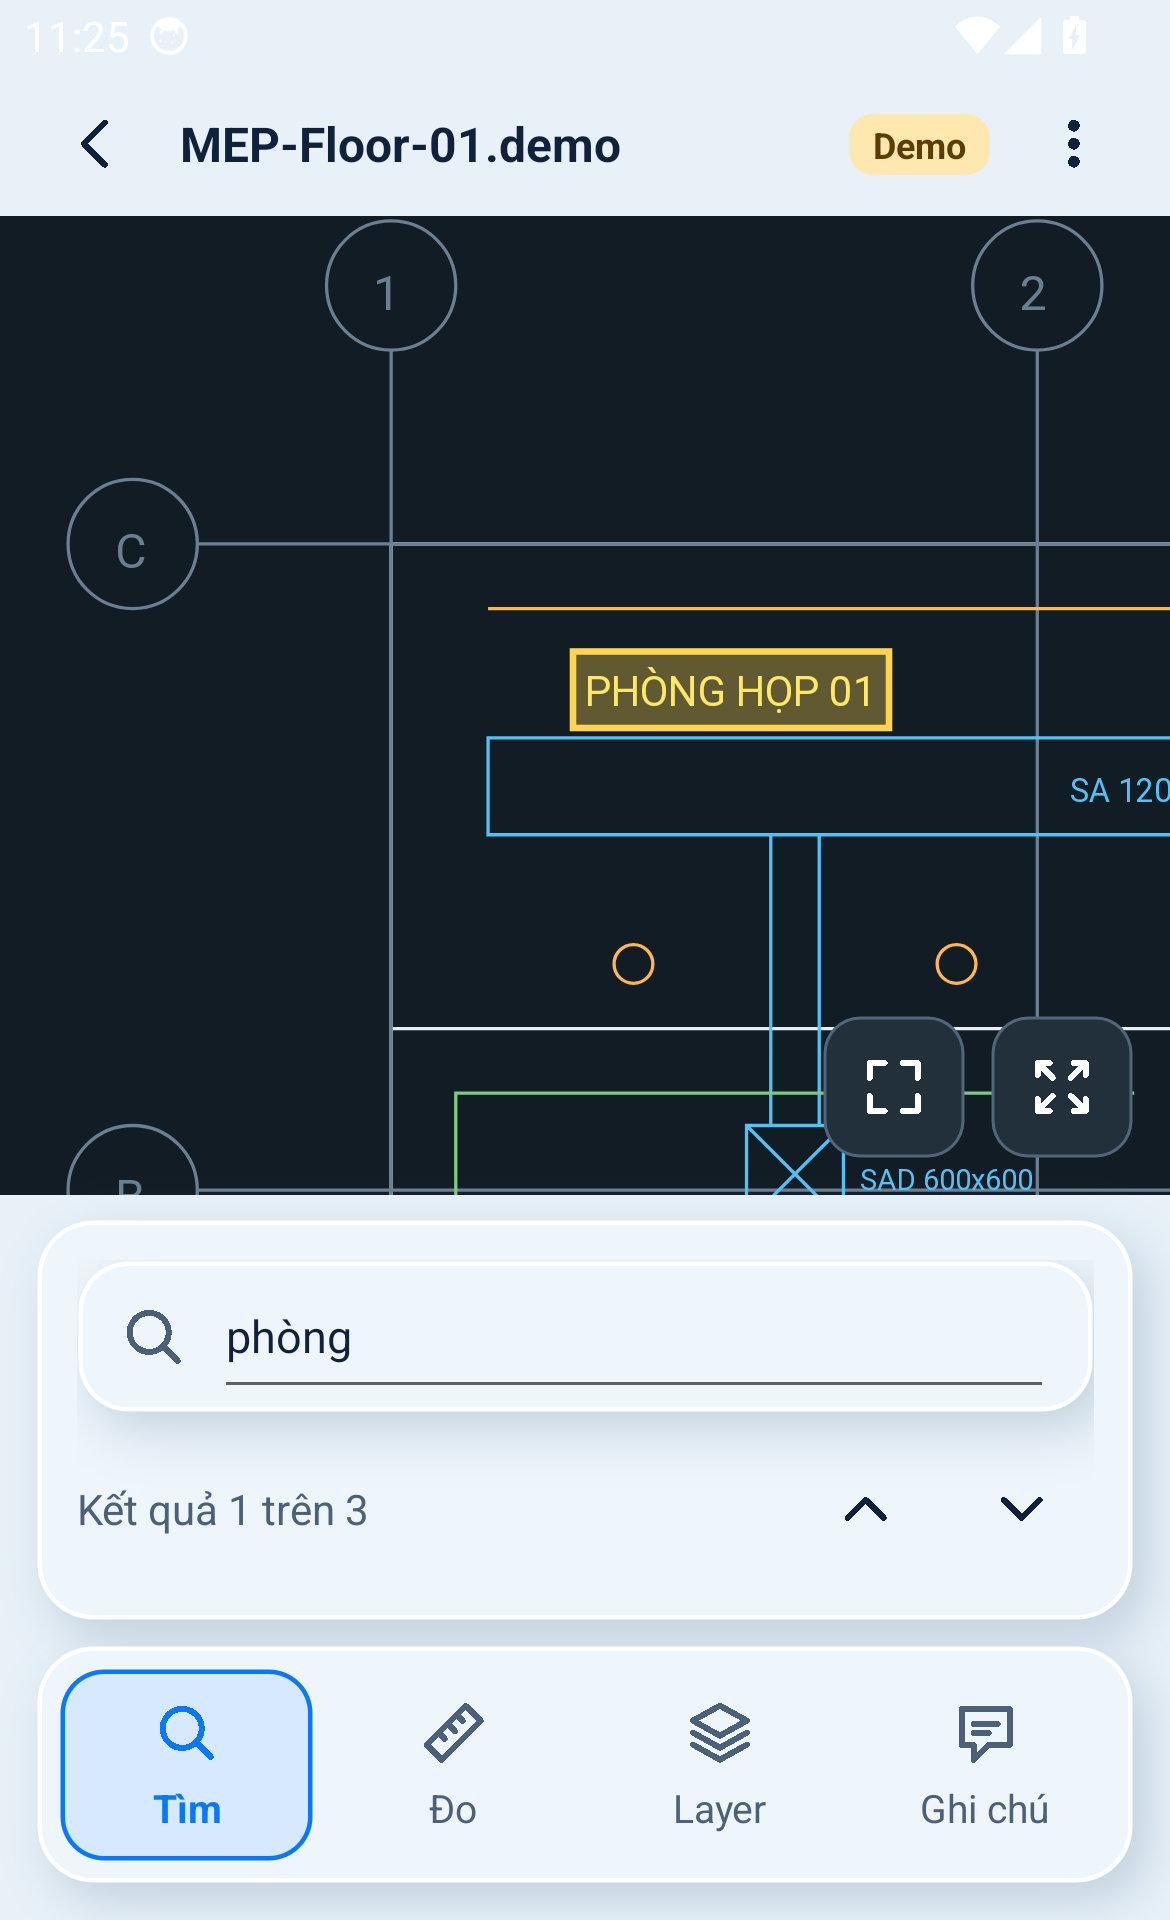 11:25
MEP-Floor-01.demo
Demo
1
2
C
PHÒNG HỌP 01
SA 120
SAD 600x600
phòng
Kết quả 1 trên 3
Tìm
Đo
Layer
Ghi chú